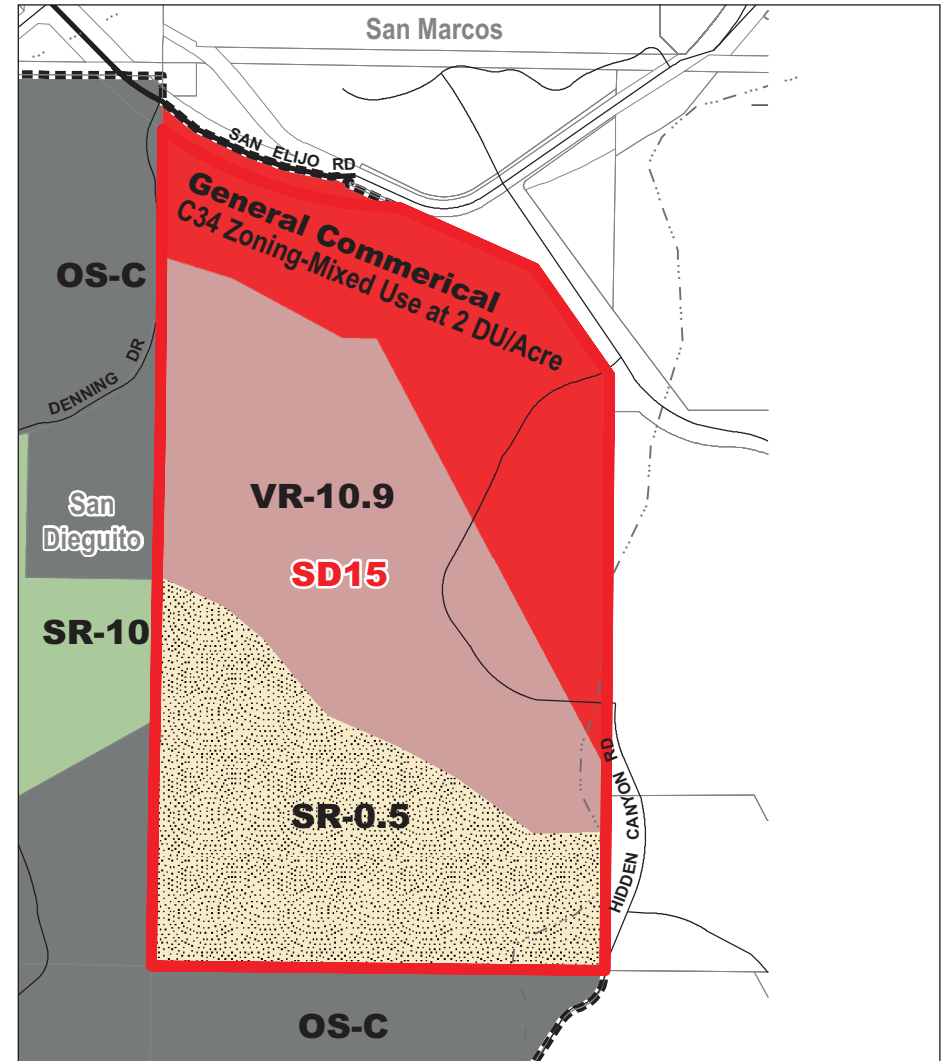 San Marcos
SAN ELIJO RD
General Commerical
C34 Zoning-Mixed Use at 2 DU/Acre
OS-C
DENNING DR
VR-10.9
San
Dieguito
SD15
SR-10
HIDDEN CANYON RD
SR-0.5
OS-C